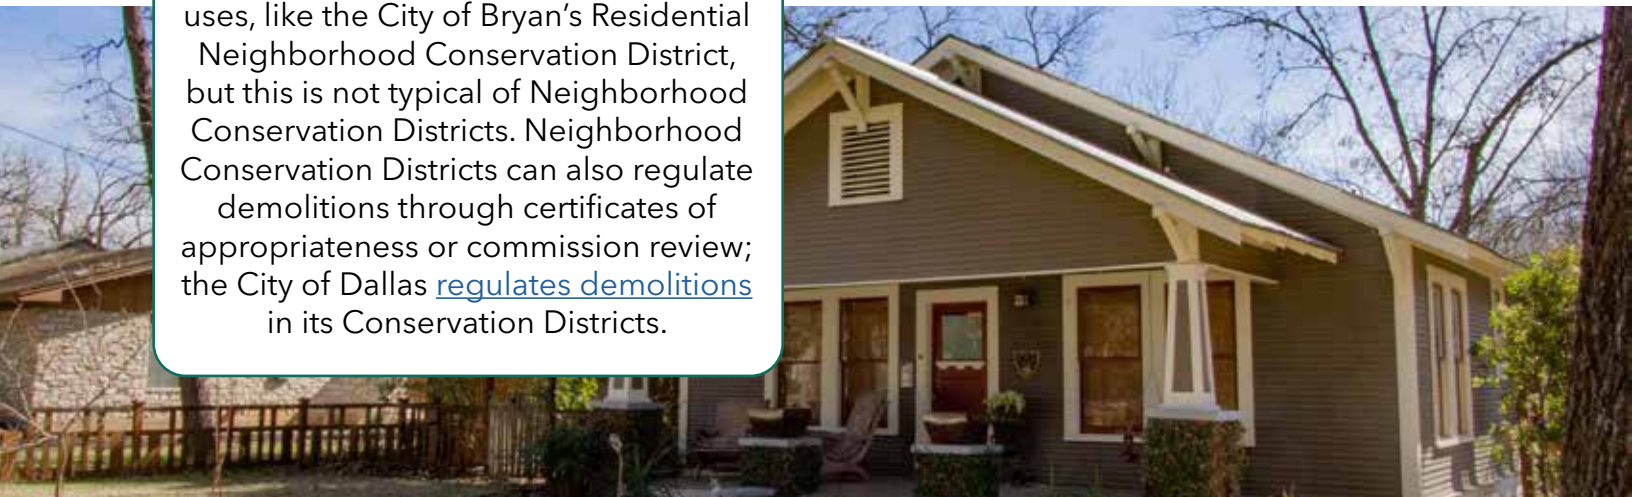 uses, like the City of Bryan’s Residential
Neighborhood Conservation District,
but this is not typical of Neighborhood
Conservation Districts. Neighborhood
Conservation Districts can also regulate
demolitions through certificates of
appropriateness or commission review;
the City of Dallas regulates demolitions
in its Conservation Districts.